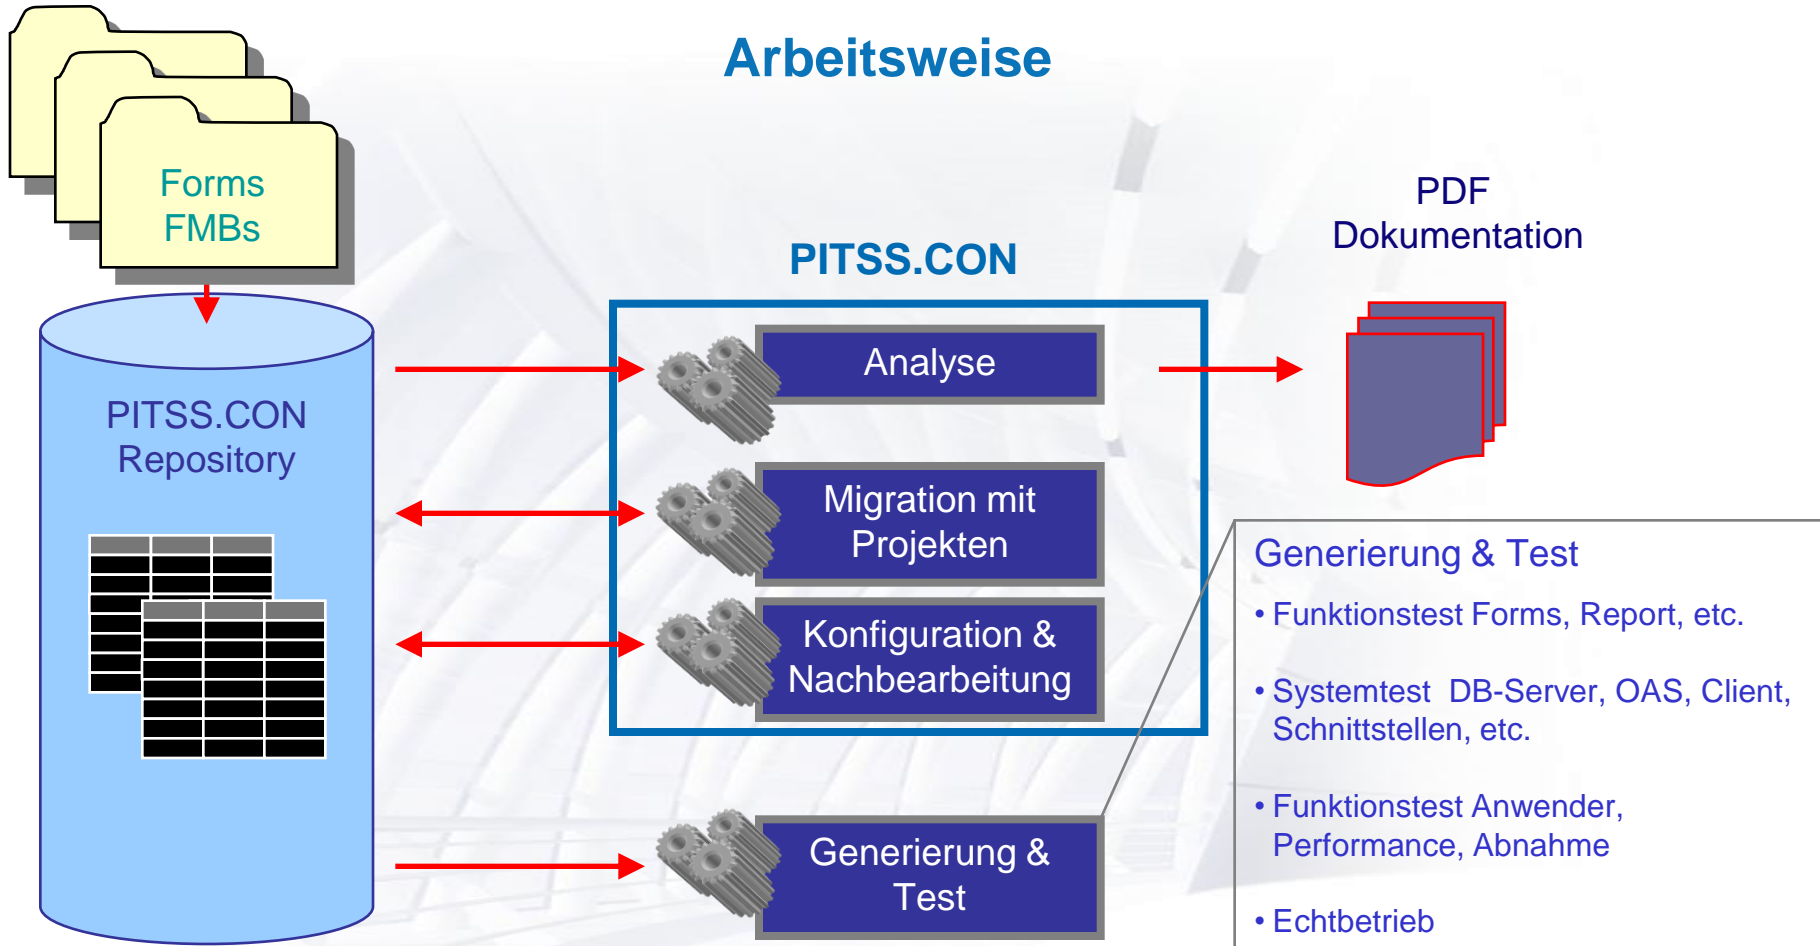 Arbeitsweise
Forms
FMBs
PITSS.CON
Repository
PITSS.CON
Analyse
Migration mit
Projekten
Konfiguration &
Nachbearbeitung
Generierung &
Test
PDF
Dokumentation
Generierung & Test
• Funktionstest Forms, Report, etc.
• Systemtest  DB-Server, OAS, Client,
Schnittstellen, etc.
• Funktionstest Anwender,
Performance, Abnahme
• Echtbetrieb